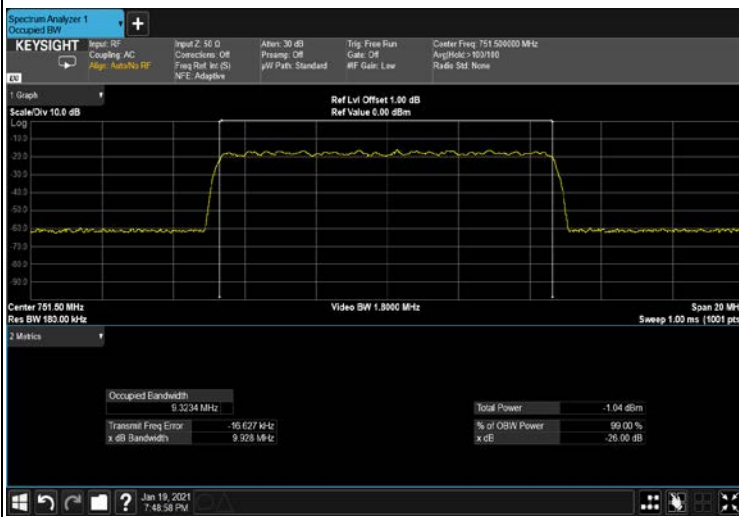 Spectrum Analyzer 1
Occupied BW
KEYSIGHT
Input: RF
Coupling: AC
Align: Auto/No RF
Input Z: 50 Ω
Corrections: Off
Freq Ref: Int (S)
NFE: Adaptive
Atten: 30 dB
Preamp: Off
µW Path: Standard
Trig: Free Run
Gate: Off
#IF Gain: Low
Center Freq: 751.500000 MHz
Avg|Hold:>100/100
Radio Std: None
1 Graph
Scale/Div 10.0 dB
Ref Lvl Offset 1.00 dB
Ref Value 0.00 dBm
Log
-10.0
-20.0
-30.0
-40.0
-50.0
-60.0
-70.0
-80.0
-90.0
Center 751.50 MHz
Res BW 180.00 kHz
Video BW 1.8000 MHz
Span 20 MH
Sweep 1.00 ms (1001 pts
2 Metrics
Occupied Bandwidth
9.3234 MHz
Transmit Freq Error -16.627 kHz
x dB Bandwidth 9.928 MHz
Total Power -1.04 dBm
% of OBW Power 99.00 %
x dB -26.00 dB
Jan 19, 2021
7:48:58 PM